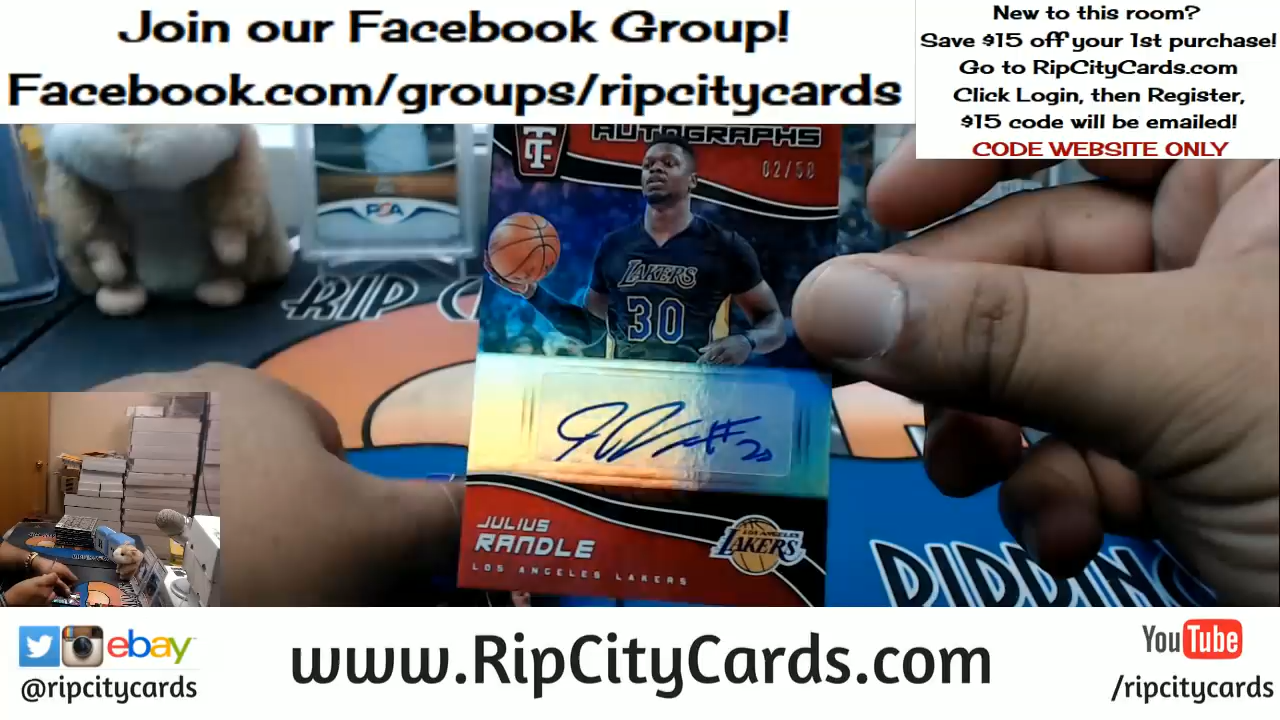 Join our Facebook Group!
Facebook.com/groups/ripcitycards
New to this room?
Save $15 off your 1st purchase!
Go to RipCityCards.com
Click Login, then Register,
$15 code will be emailed!
CODE WEBSITE ONLY
AUTOGRAPHS
02/50
PSA
RIP C
LAKERS
30
JULIUS
RANDLE
LOS ANGELES LAKERS
LOS ANGELES
LAKERS
ebay
@ripcitycards
www.RipCityCards.com
YouTube
/ripcitycards